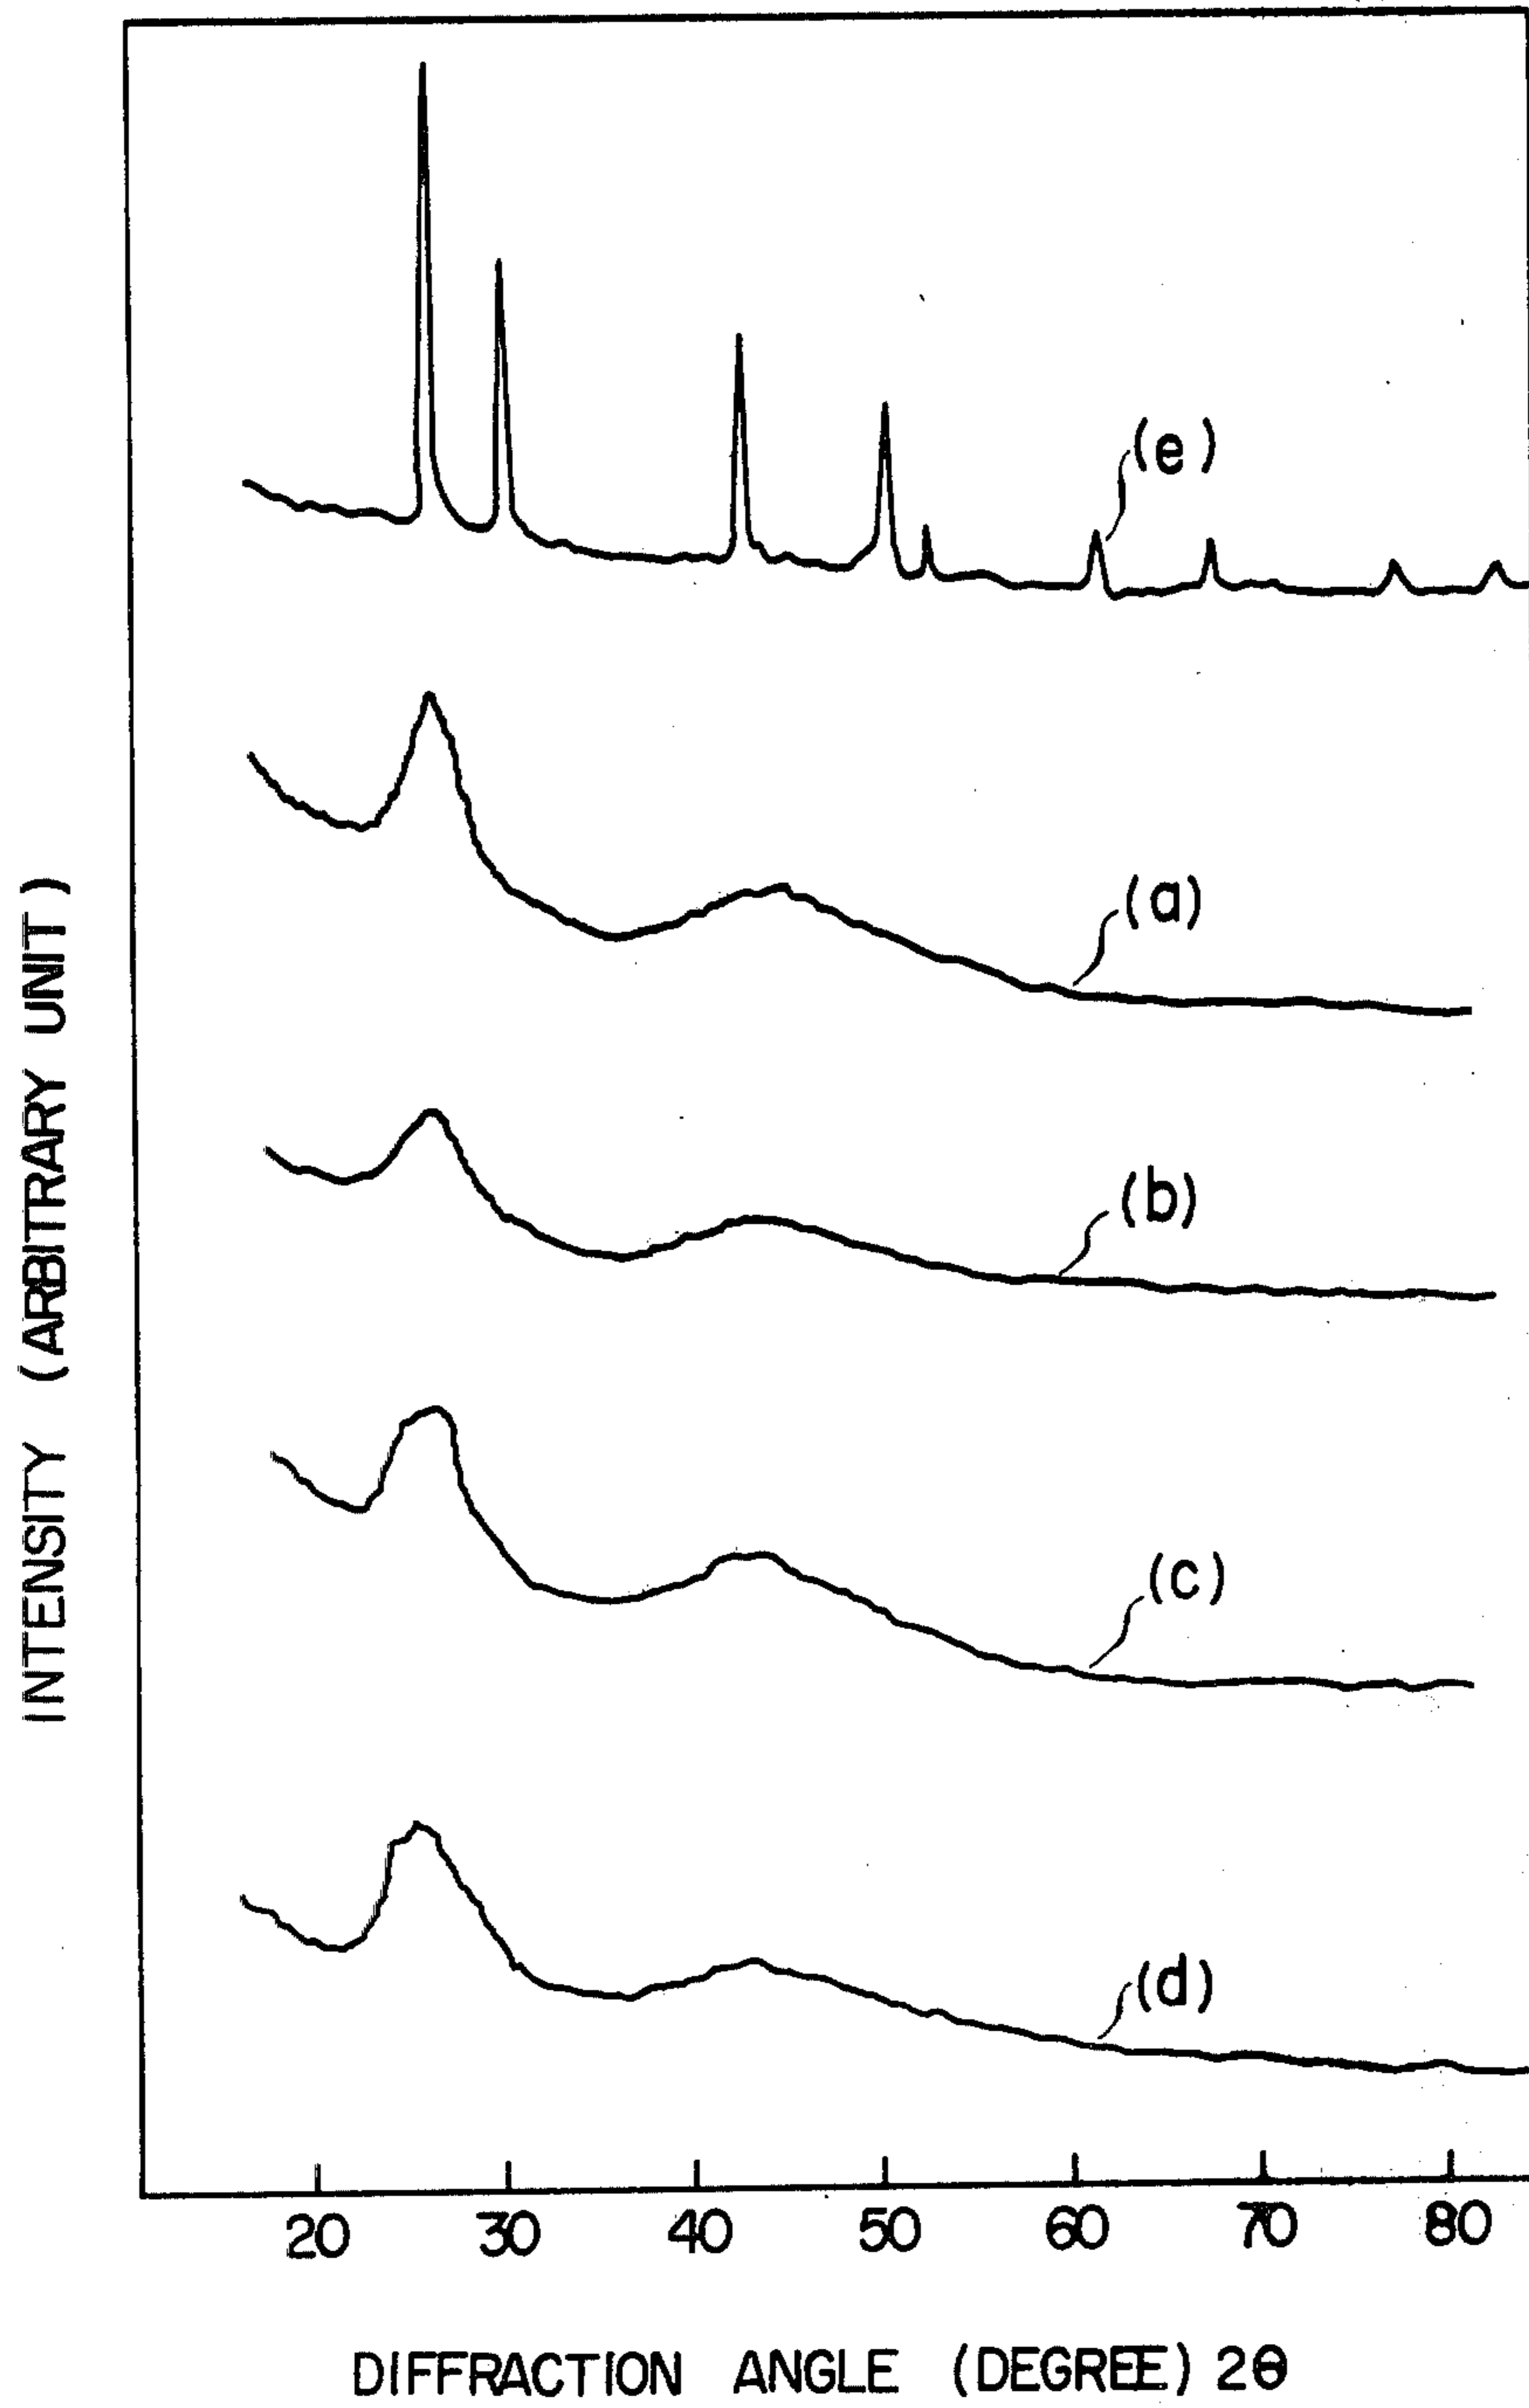 (e)
(a)
(b)
(c)
(d)
INTENSITY (ARBITRARY UNIT)
20 30 40 50 60 70 80
DIFFRACTION ANGLE (DEGREE) 2θ